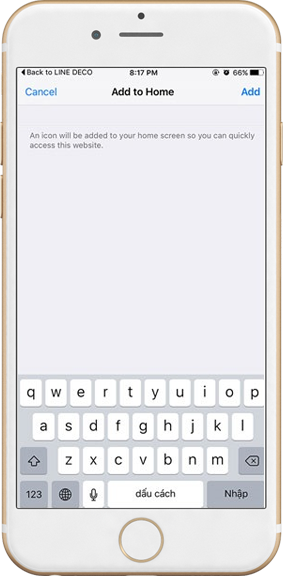 Back to LINE DECO 8:17 PM 66%
Cancel Add to Home Add
An icon will be added to your home screen so you can quickly
access this website.
q w e r t y u i o p
a s d f g h j k l
z x c v b n m
123 dấu cách Nhập